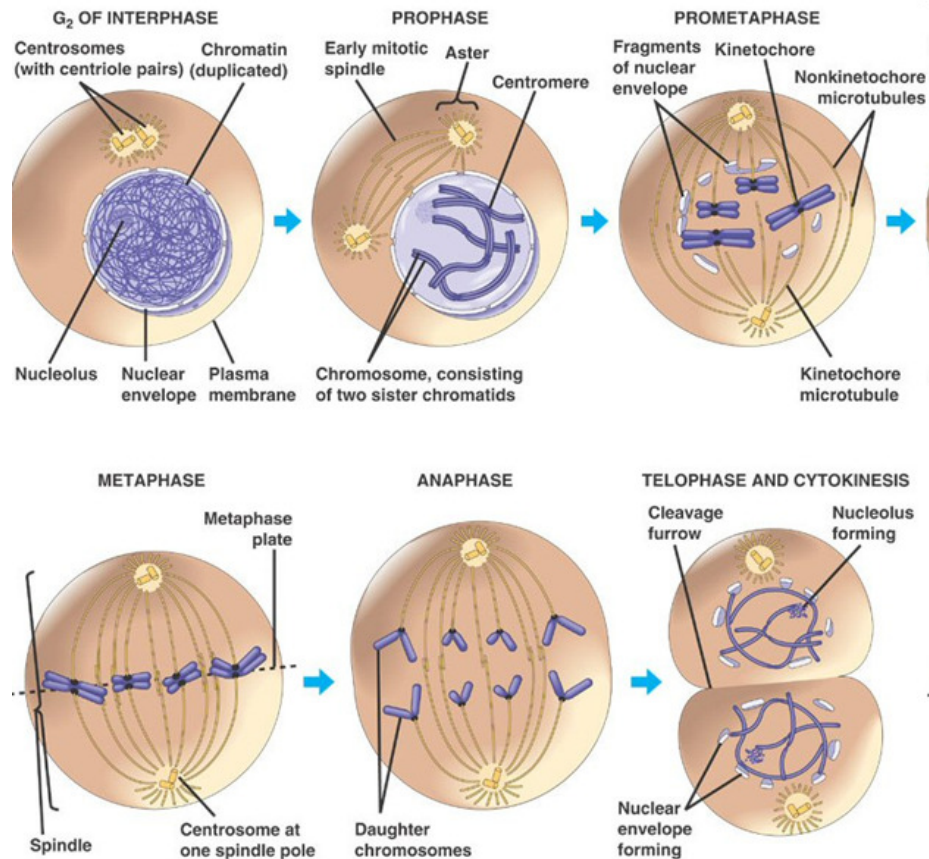 G₂ OF INTERPHASE
Centrosomes
(with centriole pairs)
Chromatin
(duplicated)
Nucleolus
Nuclear
envelope
Plasma
membrane
PROPHASE
Early mitotic
spindle
Aster
Centromere
Chromosome, consisting
of two sister chromatids
PROMETAPHASE
Fragments
of nuclear
envelope
Kinetochore
Nonkinetochore
microtubules
Kinetochore
microtubule
METAPHASE
Metaphase
plate
Spindle
Centrosome at
one spindle pole
ANAPHASE
Daughter
chromosomes
TELOPHASE AND CYTOKINESIS
Cleavage
furrow
Nucleolus
forming
Nuclear
envelope
forming